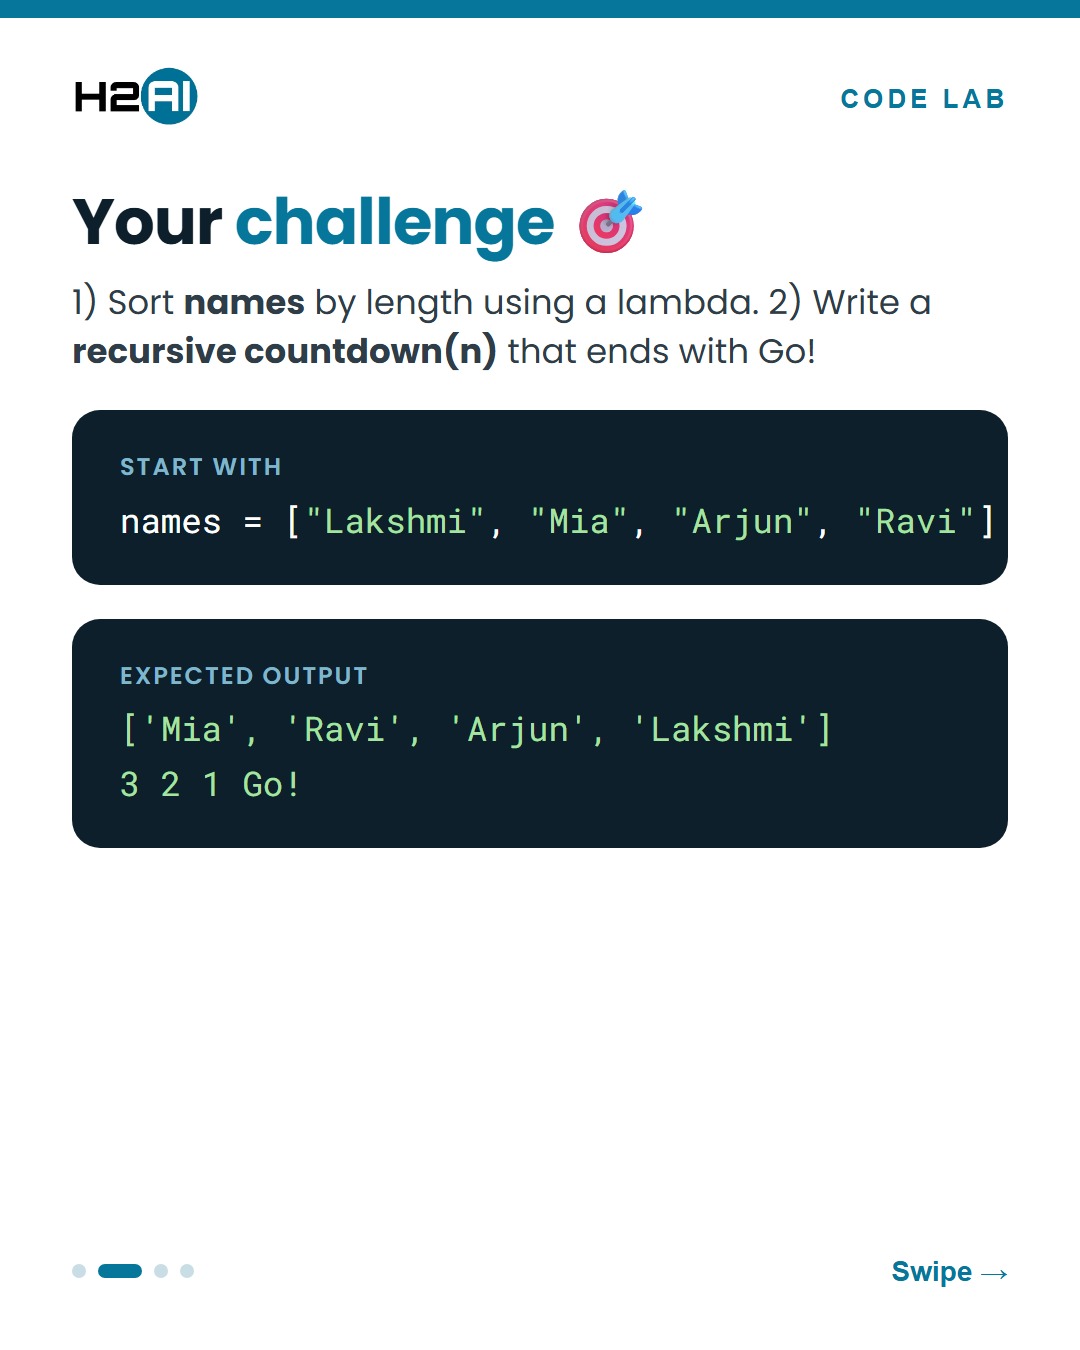 H2AI
CODE LAB
Your challenge 🎯
1) Sort names by length using a lambda. 2) Write a
recursive countdown(n) that ends with Go!
START WITH
names = ["Lakshmi", "Mia", "Arjun", "Ravi"]
EXPECTED OUTPUT
['Mia', 'Ravi', 'Arjun', 'Lakshmi']
3 2 1 Go!
Swipe →